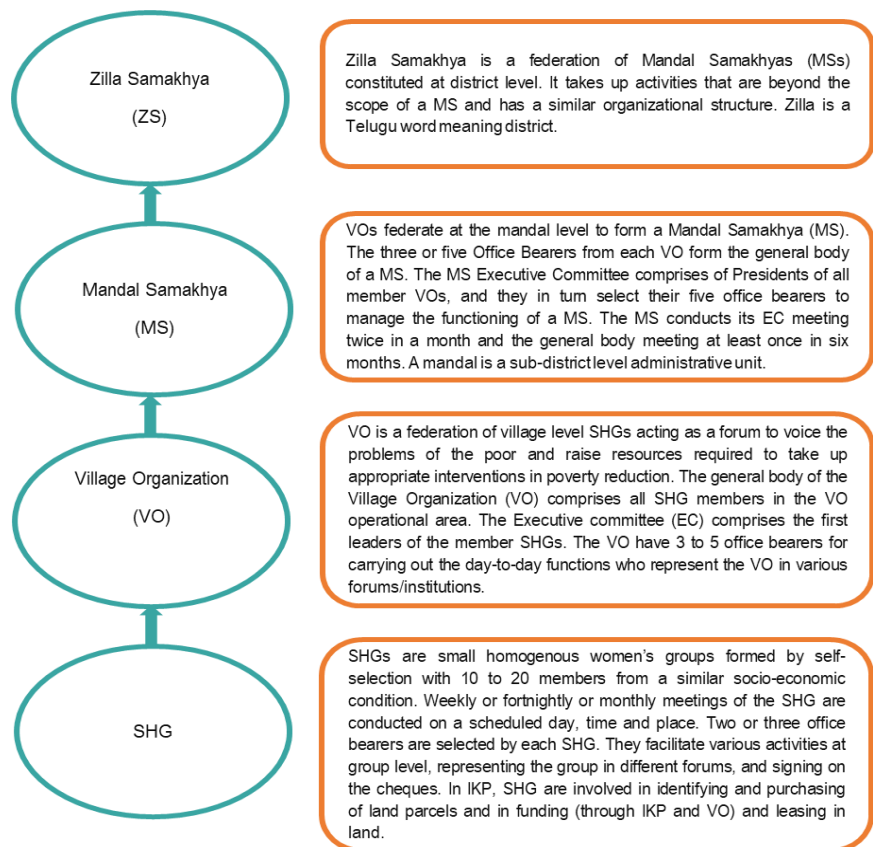 Zilla Samakhya
(ZS)
Zilla Samakhya is a federation of Mandal Samakhyas (MSs)
constituted at district level. It takes up activities that are beyond the
scope of a MS and has a similar organizational structure. Zilla is a
Telugu word meaning district.
Mandal Samakhya
(MS)
VOs federate at the mandal level to form a Mandal Samakhya (MS).
The three or five Office Bearers from each VO form the general body
of a MS. The MS Executive Committee comprises of Presidents of all
member VOs, and they in turn select their five office bearers to
manage the functioning of a MS. The MS conducts its EC meeting
twice in a month and the general body meeting at least once in six
months. A mandal is a sub-district level administrative unit.
Village Organization
(VO)
VO is a federation of village level SHGs acting as a forum to voice the
problems of the poor and raise resources required to take up
appropriate interventions in poverty reduction. The general body of the
Village Organization (VO) comprises all SHG members in the VO
operational area. The Executive committee (EC) comprises the first
leaders of the member SHGs. The VO have 3 to 5 office bearers for
carrying out the day-to-day functions who represent the VO in various
forums/institutions.
SHG
SHGs are small homogenous women's groups formed by self-
selection with 10 to 20 members from a similar socio-economic
condition. Weekly or fortnightly or monthly meetings of the SHG are
conducted on a scheduled day, time and place. Two or three office
bearers are selected by each SHG. They facilitate various activities at
group level, representing the group in different forums, and signing on
the cheques. In IKP, SHG are involved in identifying and purchasing
of land parcels and in funding (through IKP and VO) and leasing in
land.